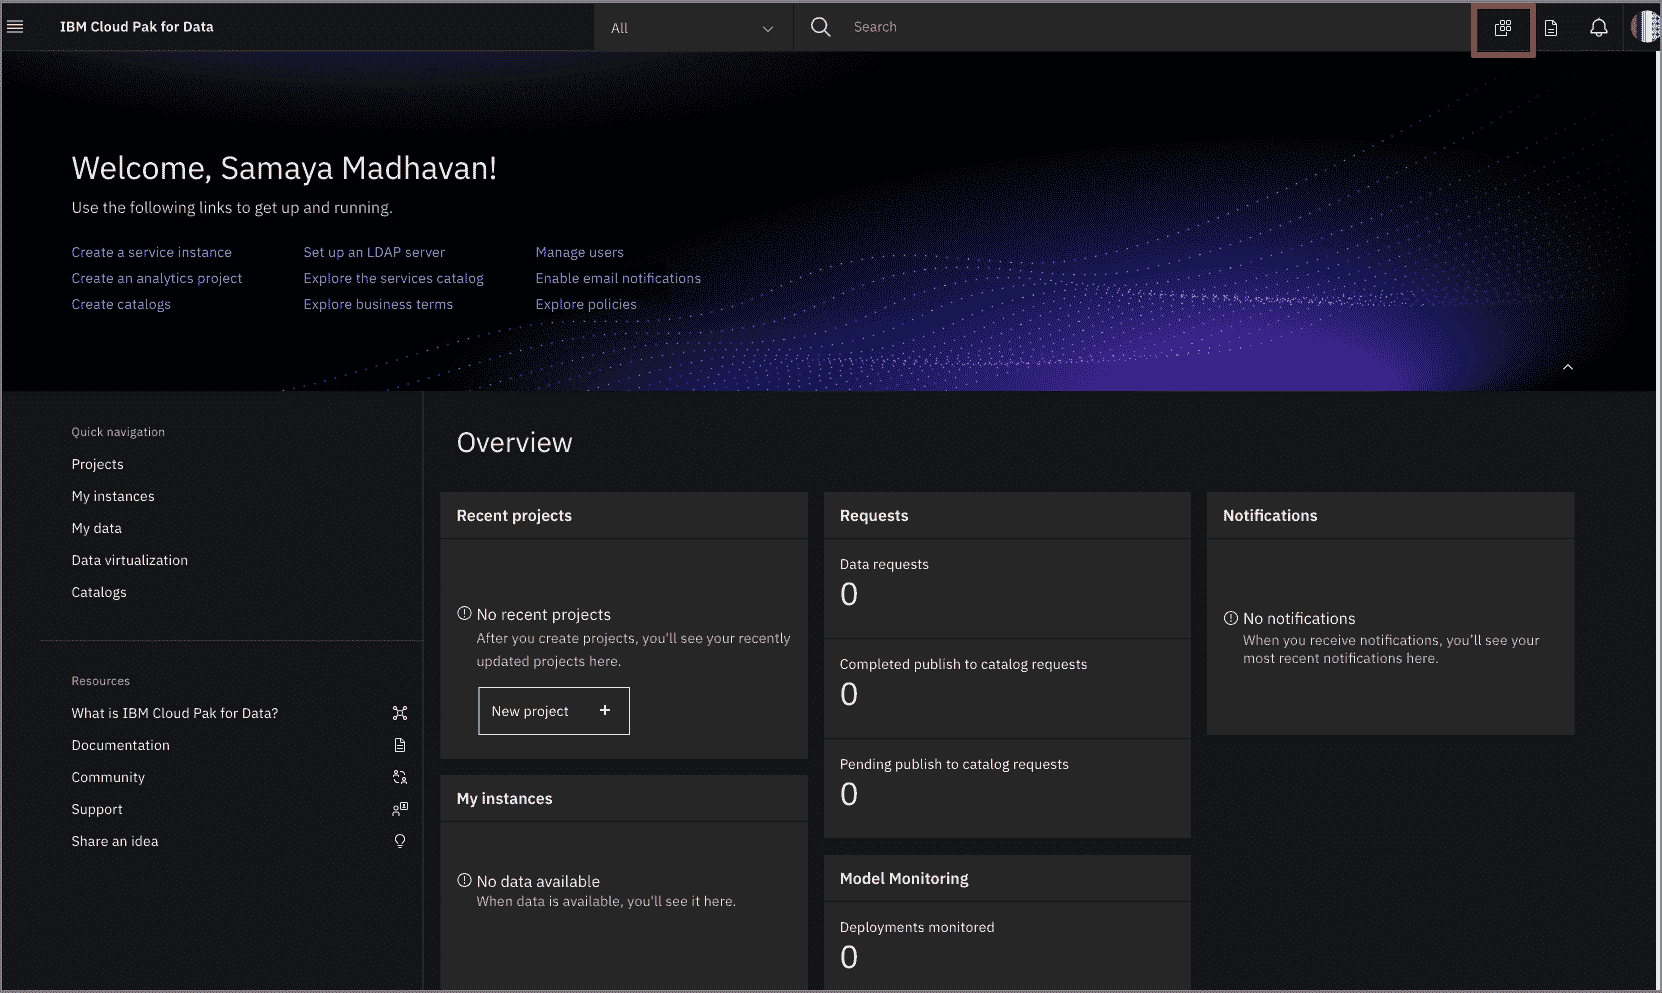 IBM Cloud Pak for Data
All
Search
Welcome, Samaya Madhavan!
Use the following links to get up and running.
Create a service instance
Set up an LDAP server
Manage users
Create an analytics project
Explore the services catalog
Enable email notifications
Create catalogs
Explore business terms
Explore policies
Quick navigation
Projects
My instances
My data
Data virtualization
Catalogs
Resources
What is IBM Cloud Pak for Data?
Documentation
Community
Support
Share an idea
Overview
Recent projects
No recent projects
After you create projects, you'll see your recently
updated projects here.
New project +
My instances
No data available
When data is available, you'll see it here.
Requests
Data requests
0
Completed publish to catalog requests
0
Pending publish to catalog requests
0
Model Monitoring
Deployments monitored
0
Notifications
No notifications
When you receive notifications, you'll see your
most recent notifications here.